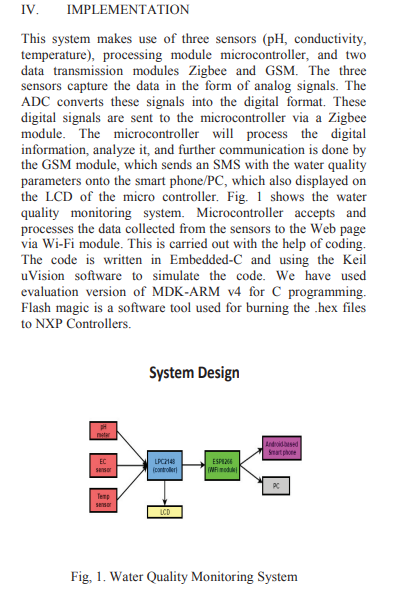 IV. IMPLEMENTATION
This system makes use of three sensors (pH, conductivity,
temperature), processing module microcontroller, and two
data transmission modules Zigbee and GSM. The three
sensors capture the data in the form of analog signals. The
ADC converts these signals into the digital format. These
digital signals are sent to the microcontroller via a Zigbee
module. The microcontroller will process the digital
information, analyze it, and further communication is done by
the GSM module, which sends an SMS with the water quality
parameters onto the smart phone/PC, which also displayed on
the LCD of the micro controller. Fig. 1 shows the water
quality monitoring system. Microcontroller accepts and
processes the data collected from the sensors to the Web page
via Wi-Fi module. This is carried out with the help of coding.
The code is written in Embedded-C and using the Keil
uVision software to simulate the code. We have used
evaluation version of MDK-ARM v4 for C programming.
Flash magic is a software tool used for burning the .hex files
to NXP Controllers.
System Design
pH
meter
EC
sensor
Temp
sensor
LPC2148
(controller)
LCD
ESP8266
(WiFi module)
Android-based
Smart phone
PC
Fig, 1. Water Quality Monitoring System